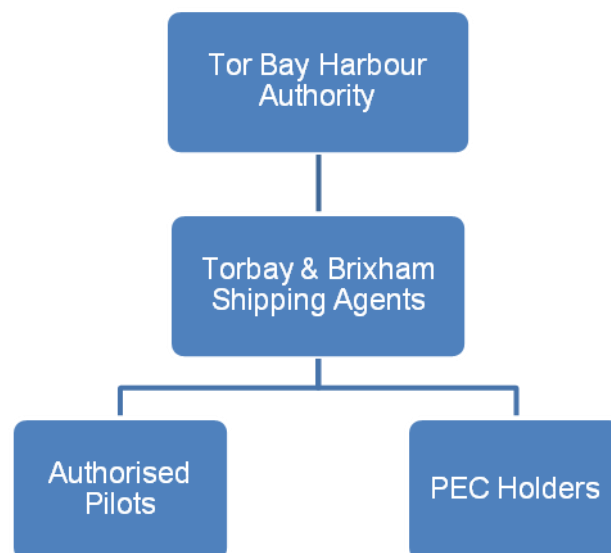 Tor Bay Harbour
Authority
Torbay & Brixham
Shipping Agents
Authorised
Pilots
PEC Holders